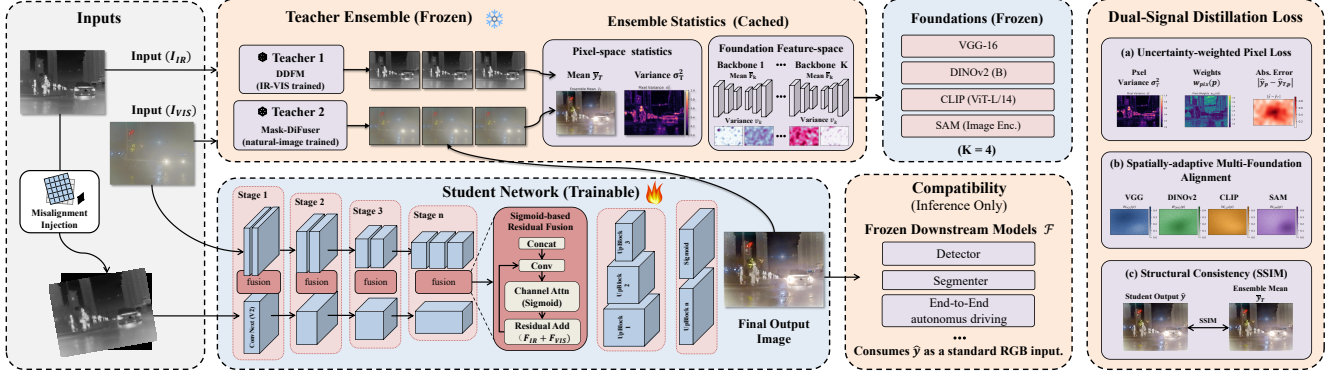 Inputs
Input (I_IR)
Input (I_VIS)
Misalignment
Injection
Teacher Ensemble (Frozen)
Teacher 1
DDFM
(IR-VIS trained)
Teacher 2
Mask-DiFuser
(natural-image trained)
Ensemble Statistics (Cached)
Pixel-space statistics
Mean ȳ_T
Variance σ²_T
Foundation Feature-space
Backbone 1 ••• Backbone K
Mean F̄_k
Mean F̄_k
Variance v_k
Variance v_k
Foundations (Frozen)
VGG-16
DINOv2 (B)
CLIP (ViT-L/14)
SAM (Image Enc.)
(K = 4)
Student Network (Trainable)
Stage 1
Stage 2
Stage 3
Stage n
fusion
fusion
fusion
fusion
ConvNext (V2)
Sigmoid-based
Residual Fusion
Concat
Conv
Channel Attn
(Sigmoid)
Residual Add
(F_IR + F_VIS)
UpBlock 3
UpBlock 2
UpBlock 1
Sigmoid
UpBlock n
Final Output
Image
Compatibility
(Inference Only)
Frozen Downstream Models ℱ
Detector
Segmenter
End-to-End
autonomus driving
•••
Consumes ŷ as a standard RGB input.
Dual-Signal Distillation Loss
(a) Uncertainty-weighted Pixel Loss
Pixel
Variance σ²_T
Weights
w_pix(p)
Abs. Error
|ŷ_p − ȳ_T,p|
(b) Spatially-adaptive Multi-Foundation
Alignment
VGG
DINOv2
CLIP
SAM
(c) Structural Consistency (SSIM)
Student Output ŷ
Ensemble Mean
ȳ_T
SSIM